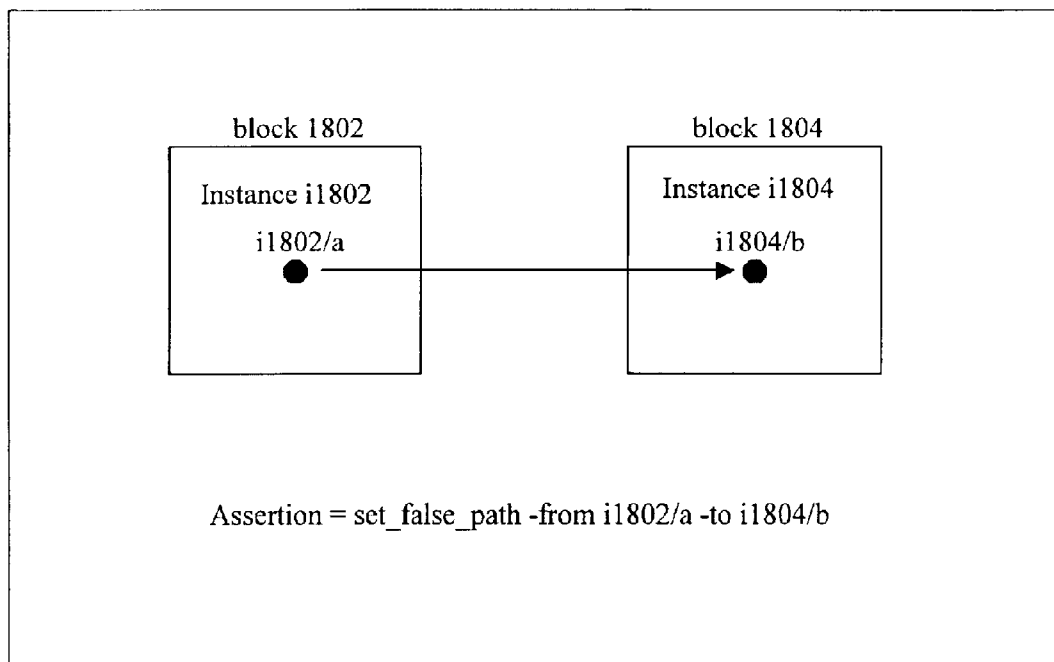 block 1802
block 1804
Instance i1802
Instance i1804
i1802/a
i1804/b
Assertion = set_false_path -from i1802/a -to i1804/b